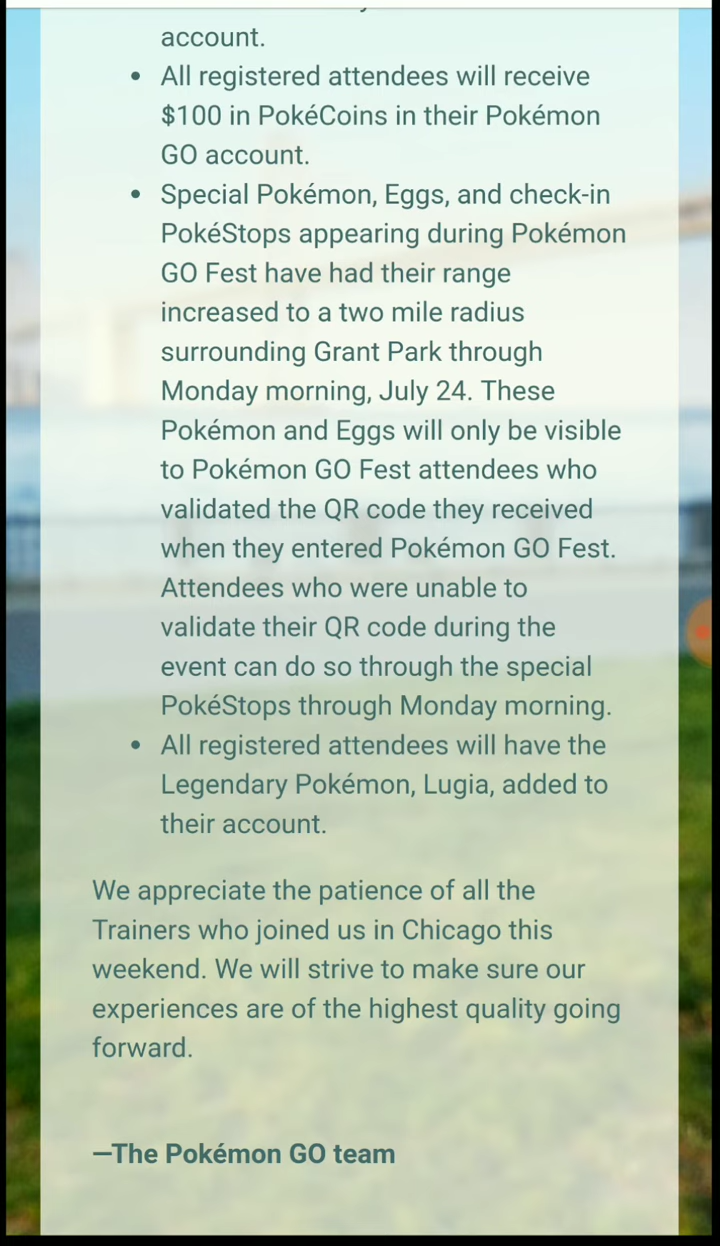 account.
• All registered attendees will receive
$100 in PokéCoins in their Pokémon
GO account.
• Special Pokémon, Eggs, and check-in
PokéStops appearing during Pokémon
GO Fest have had their range
increased to a two mile radius
surrounding Grant Park through
Monday morning, July 24. These
Pokémon and Eggs will only be visible
to Pokémon GO Fest attendees who
validated the QR code they received
when they entered Pokémon GO Fest.
Attendees who were unable to
validate their QR code during the
event can do so through the special
PokéStops through Monday morning.
• All registered attendees will have the
Legendary Pokémon, Lugia, added to
their account.
We appreciate the patience of all the
Trainers who joined us in Chicago this
weekend. We will strive to make sure our
experiences are of the highest quality going
forward.
—The Pokémon GO team